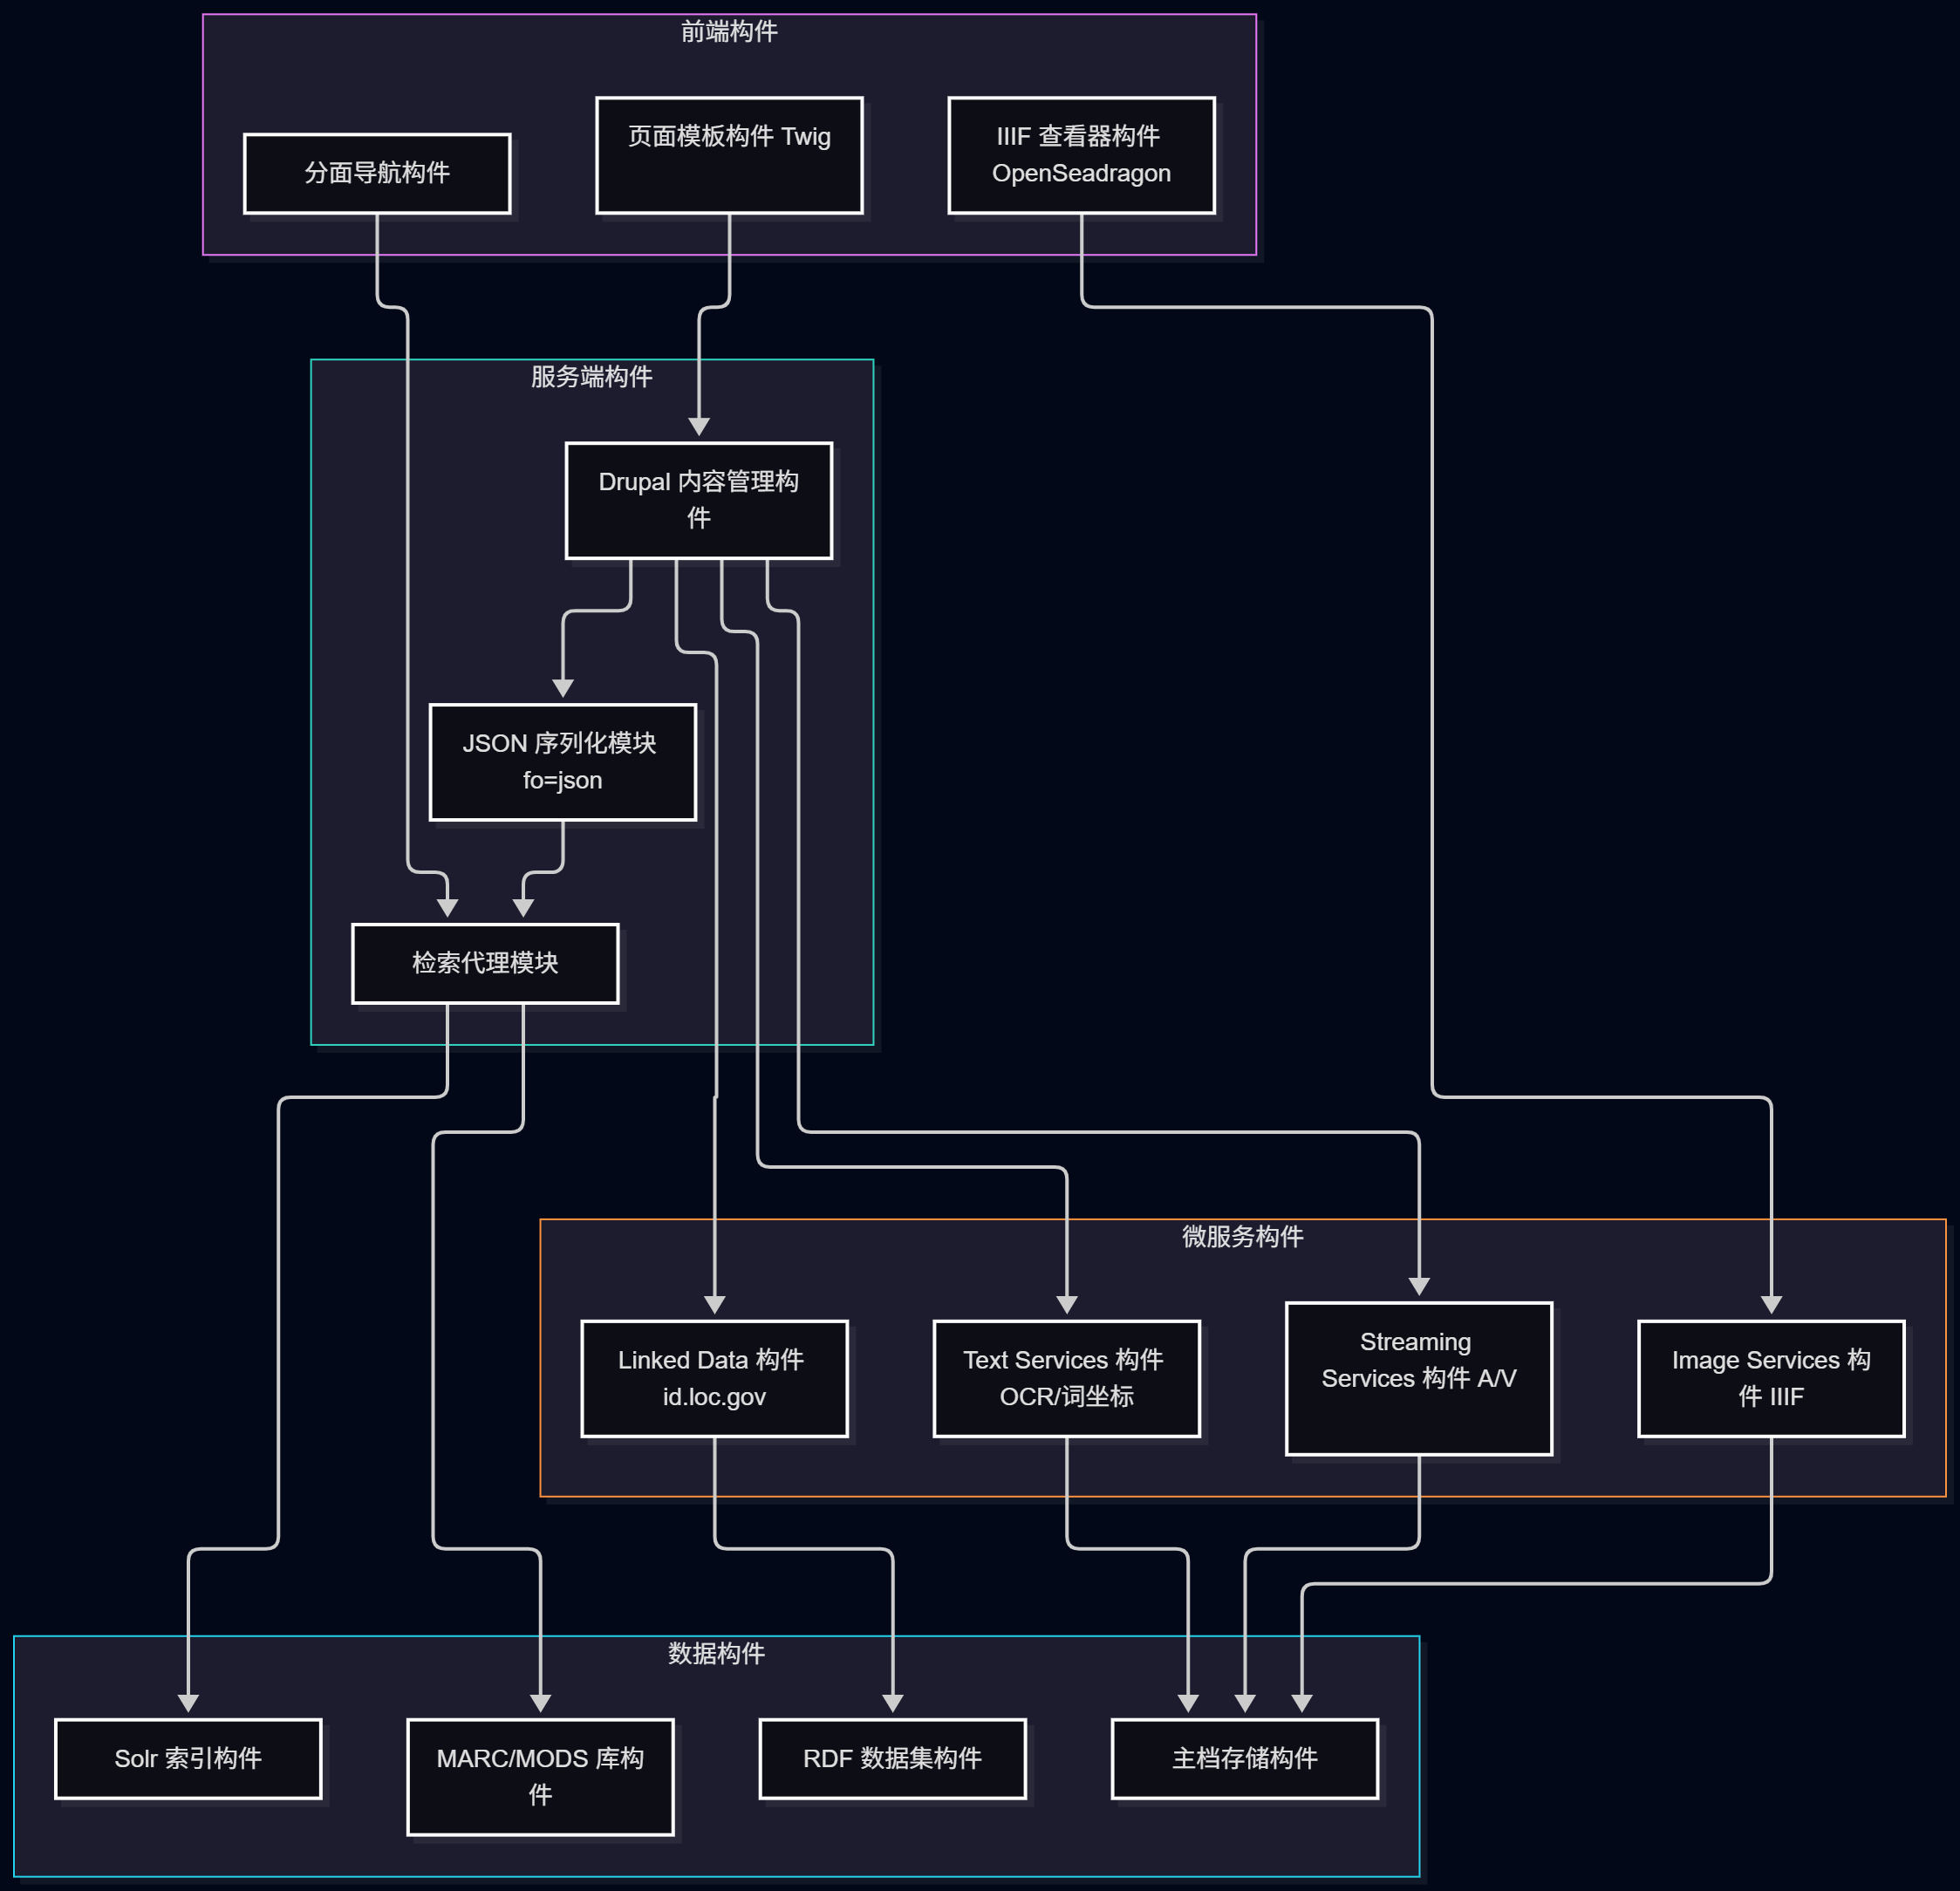 前端构件
分面导航构件
页面模板构件 Twig
IIIF 查看器构件
OpenSeadragon
服务端构件
Drupal 内容管理构
件
JSON 序列化模块
fo=json
检索代理模块
微服务构件
Linked Data 构件
id.loc.gov
Text Services 构件
OCR/词坐标
Streaming
Services 构件 A/V
Image Services 构
件 IIIF
数据构件
Solr 索引构件
MARC/MODS 库构
件
RDF 数据集构件
主档存储构件